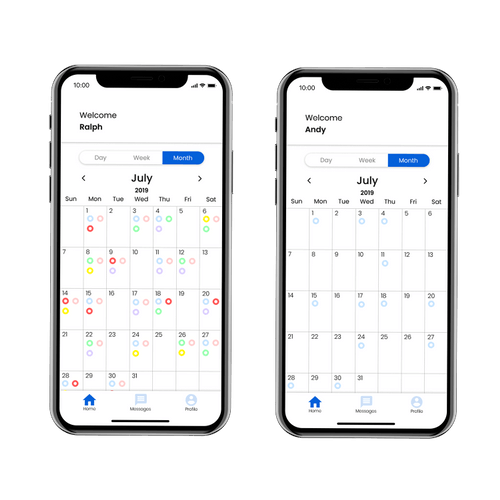 10:00
Welcome
Ralph
Day Week Month
July
2019
Sun Mon Tue Wed Thu Fri Sat
1 2 3 4 5 6
7 8 9 10 11 12 13
14 15 16 17 18 19 20
21 22 23 24 25 26 27
28 29 30 31
Home Messages Profile
10:00
Welcome
Andy
Day Week Month
July
2019
Sun Mon Tue Wed Thu Fri Sat
1 2 3 4 5 6
7 8 9 10 11 12 13
14 15 16 17 18 19 20
21 22 23 24 25 26 27
28 29 30 31
Home Messages Profile